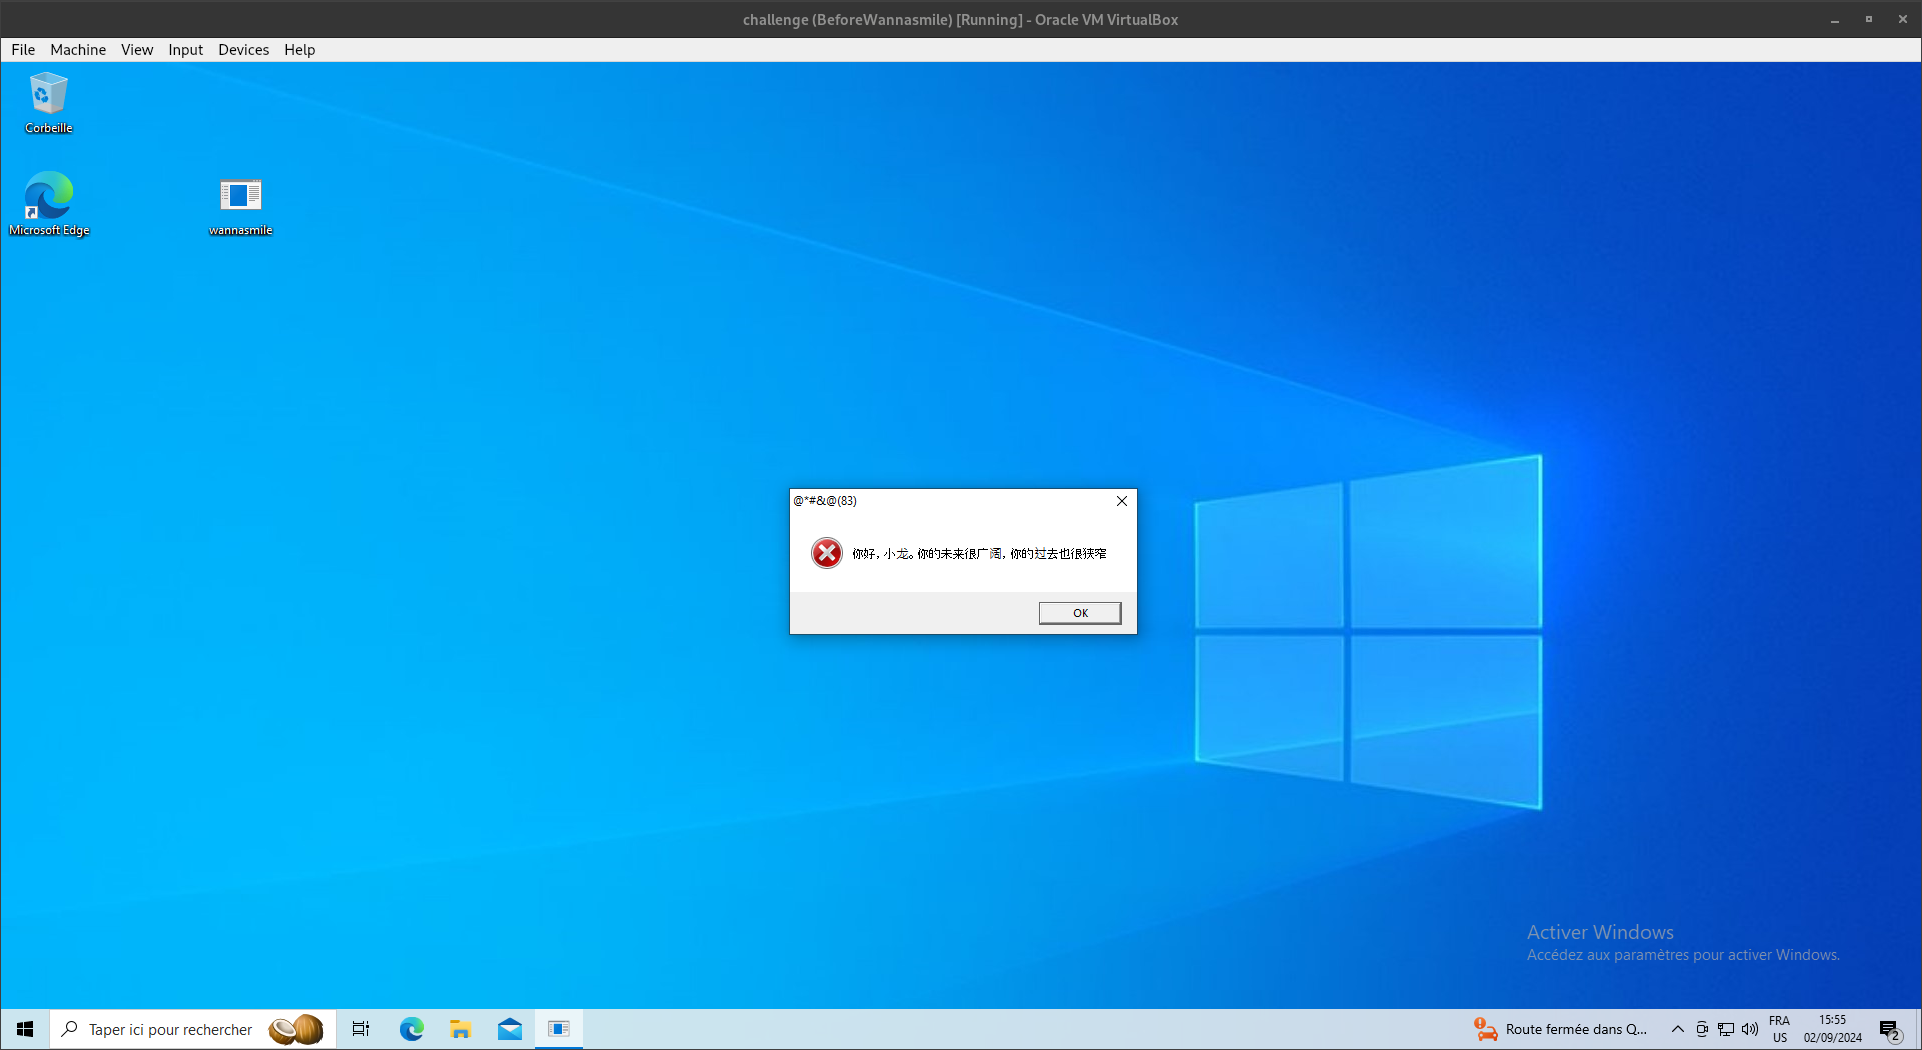 challenge (BeforeWannasmile) [Running] - Oracle VM VirtualBox
File Machine View Input Devices Help
Corbeille
Microsoft Edge
wannasmile
@*#&@(83)
你好，小龙。你的未来很广阔，你的过去也很狭窄
OK
Activer Windows
Accédez aux paramètres pour activer Windows.
Taper ici pour rechercher
Route fermée dans Q...
FRA
US
15:55
02/09/2024
2